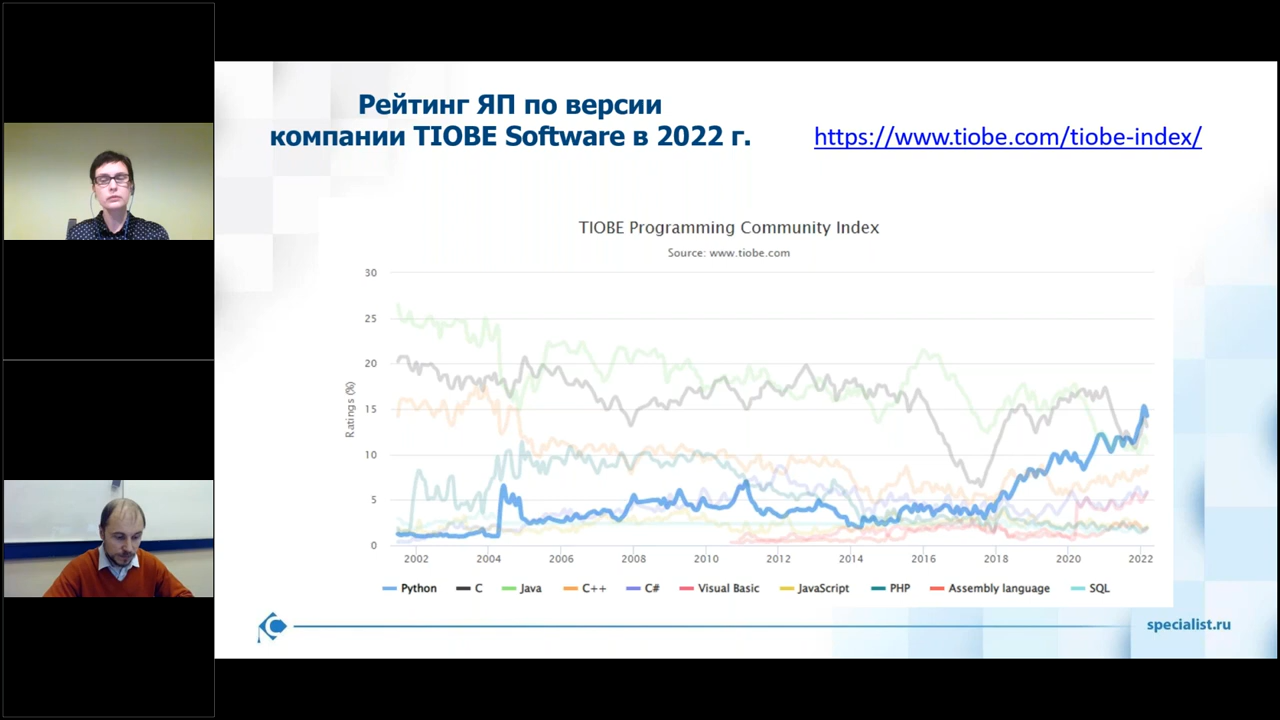 Рейтинг ЯП по версии
компании TIOBE Software в 2022 г.
https://www.tiobe.com/tiobe-index/
TIOBE Programming Community Index
Source: www.tiobe.com
Ratings (%)
30
25
20
15
10
5
0
2002 2004 2006 2008 2010 2012 2014 2016 2018 2020 2022
Python C Java C++ C# Visual Basic JavaScript PHP Assembly language SQL
specialist.ru